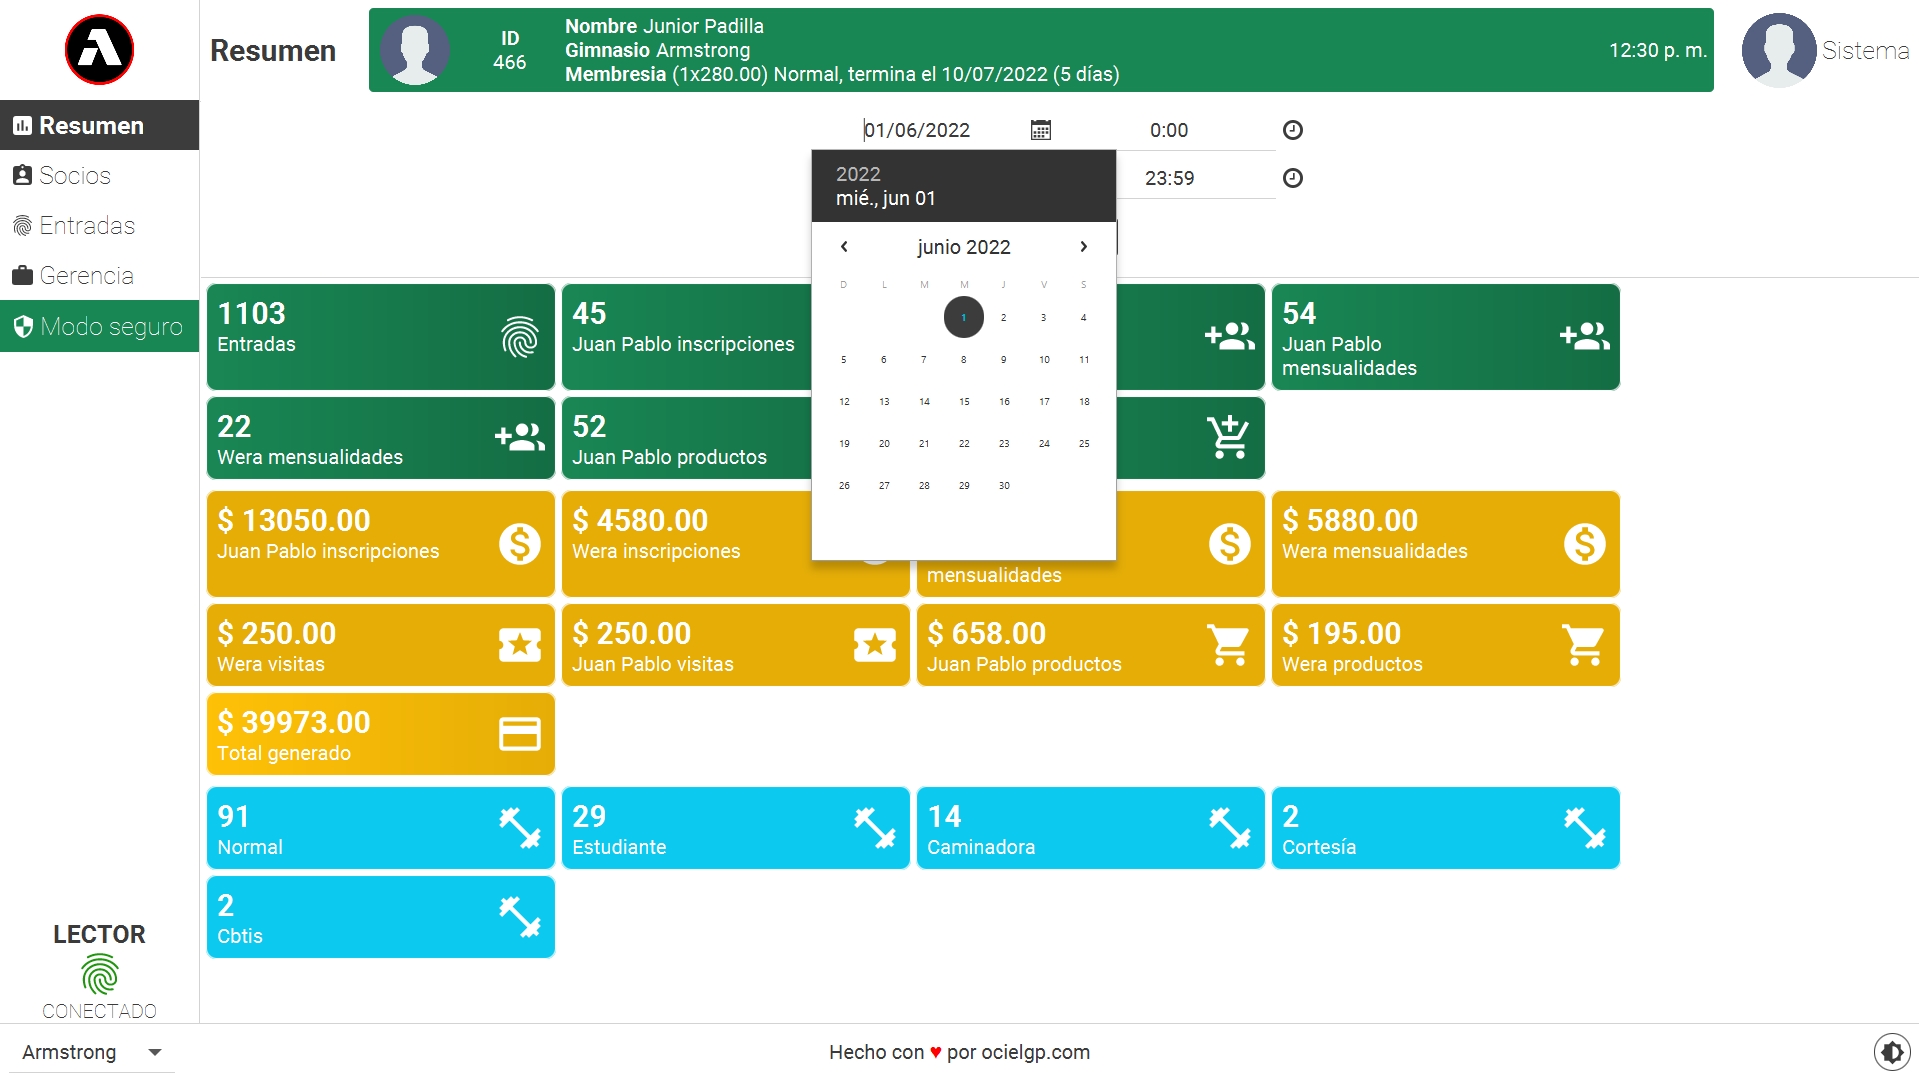 Resumen
ID
466
Nombre Junior Padilla
Gimnasio Armstrong
Membresia (1x280.00) Normal, termina el 10/07/2022 (5 días)
12:30 p. m.
Sistema
Resumen
Socios
Entradas
Gerencia
Modo seguro
01/06/2022
0:00
23:59
2022
mié., jun 01
junio 2022
D L M M J V S
1 2 3 4
5 6 7 8 9 10 11
12 13 14 15 16 17 18
19 20 21 22 23 24 25
26 27 28 29 30
1103
Entradas
45
Juan Pablo inscripciones
54
Juan Pablo
mensualidades
22
Wera mensualidades
52
Juan Pablo productos
$ 13050.00
Juan Pablo inscripciones
$ 4580.00
Wera inscripciones
mensualidades
$ 5880.00
Wera mensualidades
$ 250.00
Wera visitas
$ 250.00
Juan Pablo visitas
$ 658.00
Juan Pablo productos
$ 195.00
Wera productos
$ 39973.00
Total generado
91
Normal
29
Estudiante
14
Caminadora
2
Cortesía
2
Cbtis
LECTOR
CONECTADO
Armstrong
Hecho con ♥ por ocielgp.com